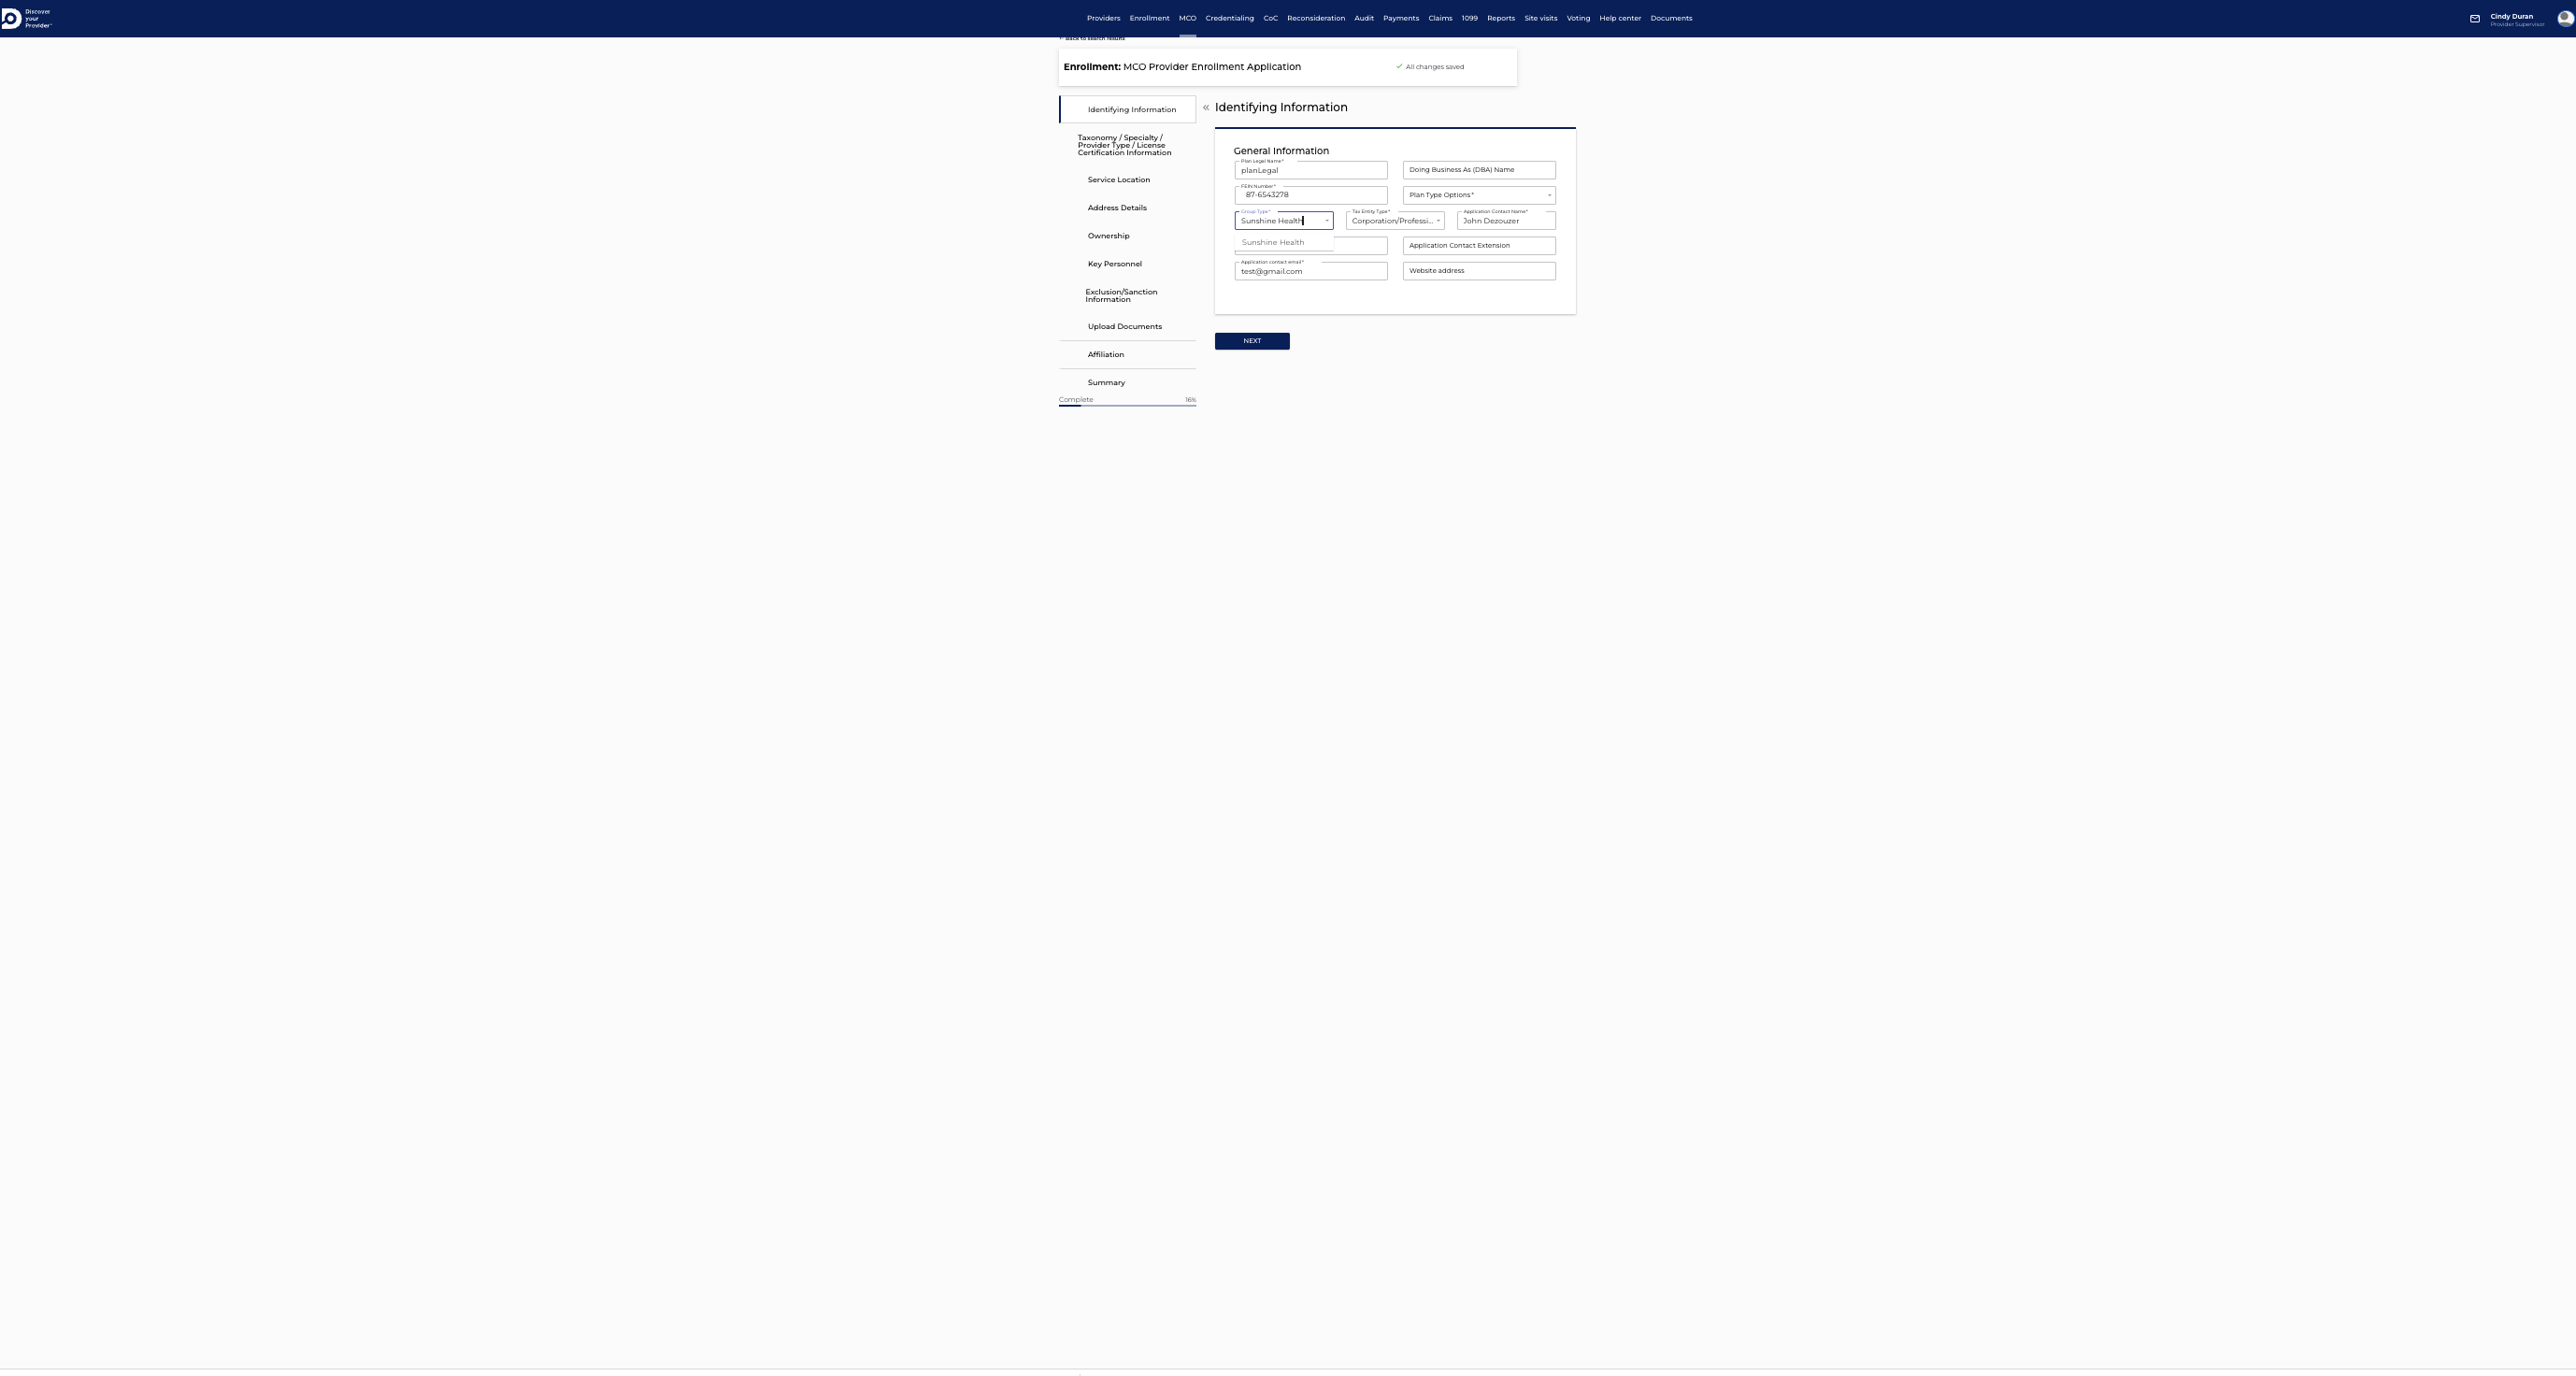 Discover
your
Provider
Providers Enrollment MCO Credentialing CoC Reconsideration Audit Payments Claims 1099 Reports Site visits Voting Help center Documents
Cindy Duran
Provider Supervisor
Back to search results
Enrollment: MCO Provider Enrollment Application
All changes saved
Identifying Information
Taxonomy / Specialty /
Provider Type / License
Certification Information
Service Location
Address Details
Ownership
Key Personnel
Exclusion/Sanction
Information
Upload Documents
Affiliation
Summary
Complete 16%
« Identifying Information
General Information
Plan Legal Name*
planLegal
Doing Business As (DBA) Name
FEIN Number*
87-6543278
Plan Type Options*
Group Type*
Sunshine Health
Tax Entity Type*
Corporation/Professi...
Application Contact Name*
John Dezouzer
Sunshine Health
Application Contact Extension
Application contact email*
test@gmail.com
Website address
NEXT